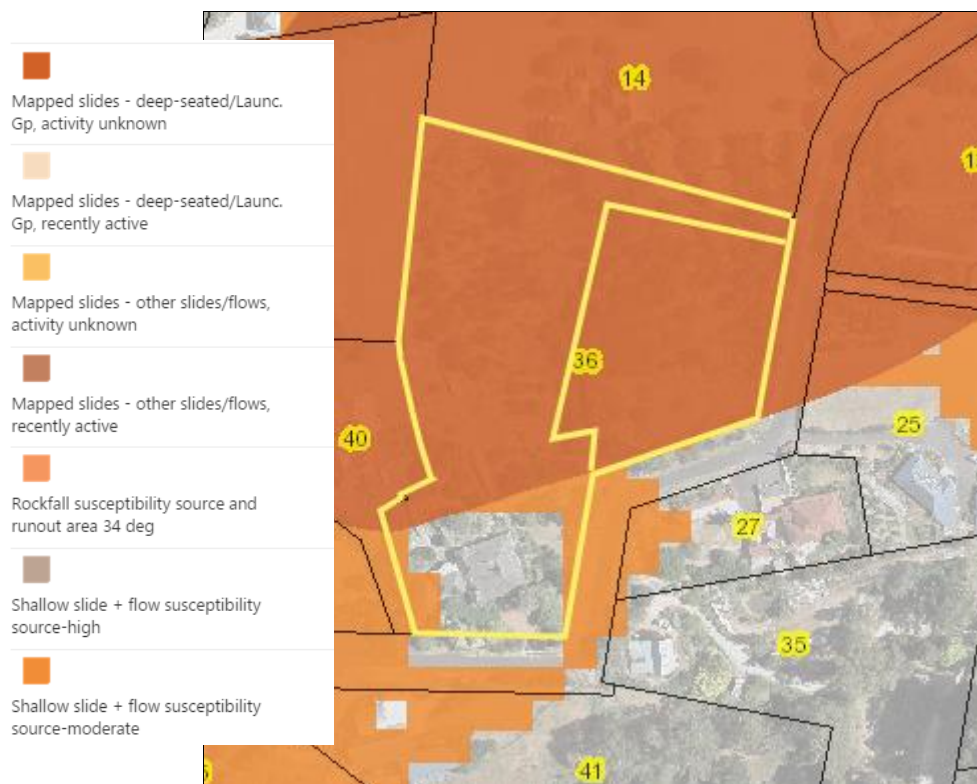 Mapped slides - deep-seated/Launc.
Gp, activity unknown
Mapped slides - deep-seated/Launc.
Gp, recently active
Mapped slides - other slides/flows,
activity unknown
Mapped slides - other slides/flows,
recently active
Rockfall susceptibility source and
runout area 34 deg
Shallow slide + flow susceptibility
source-high
Shallow slide + flow susceptibility
source-moderate
14
36
40
25
27
35
41